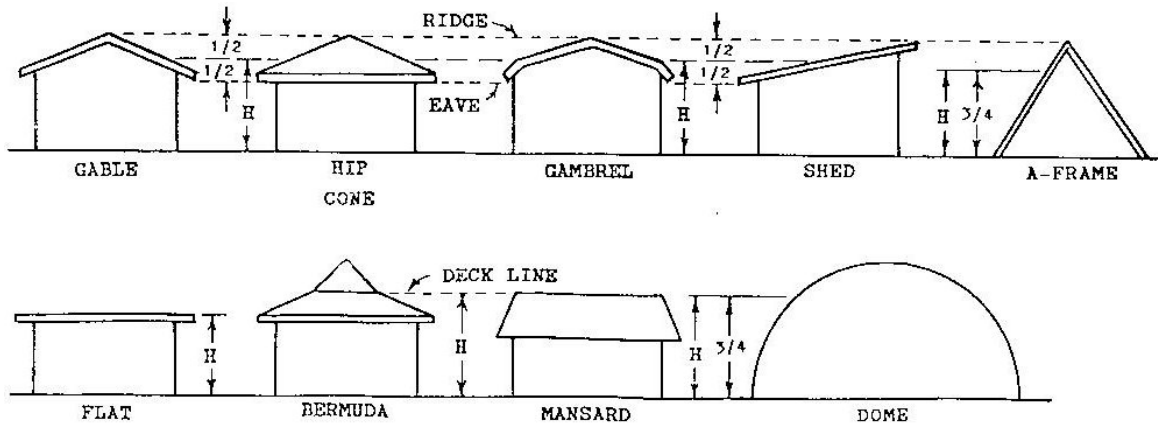 RIDGE
1/2 1/2
1/2 1/2
EAVE
H H H 3/4
GABLE HIP GAMBREL SHED A-FRAME
CONE
DECK LINE
H H H 3/4
FLAT BERMUDA MANSARD DOME